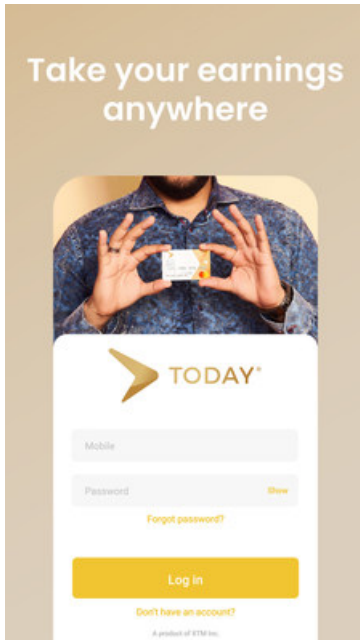 Take your earnings
anywhere
TODAY®
Mobile
Password
Show
Forgot password?
Log in
Don't have an account?
A product of RTM Inc.